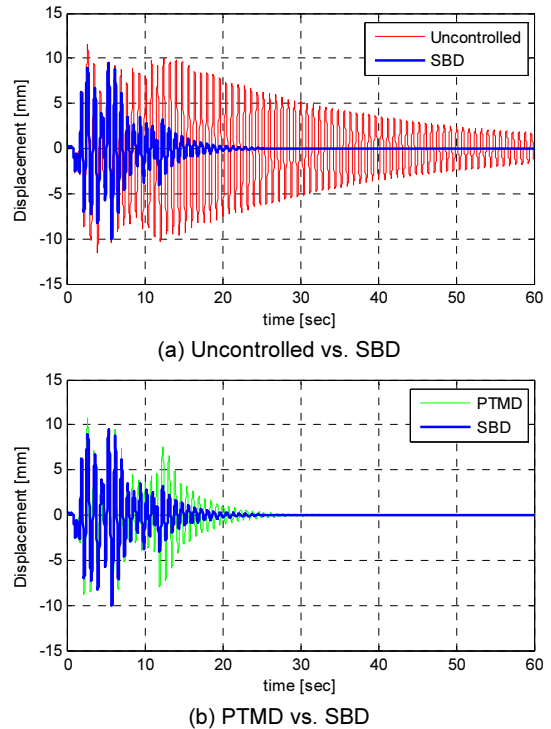 15
10
5
0
-5
-10
-15
Displacement [mm]
Uncontrolled
SBD
0 10 20 30 40 50 60
time [sec]
(a) Uncontrolled vs. SBD
15
10
5
0
-5
-10
-15
Displacement [mm]
PTMD
SBD
0 10 20 30 40 50 60
time [sec]
(b) PTMD vs. SBD